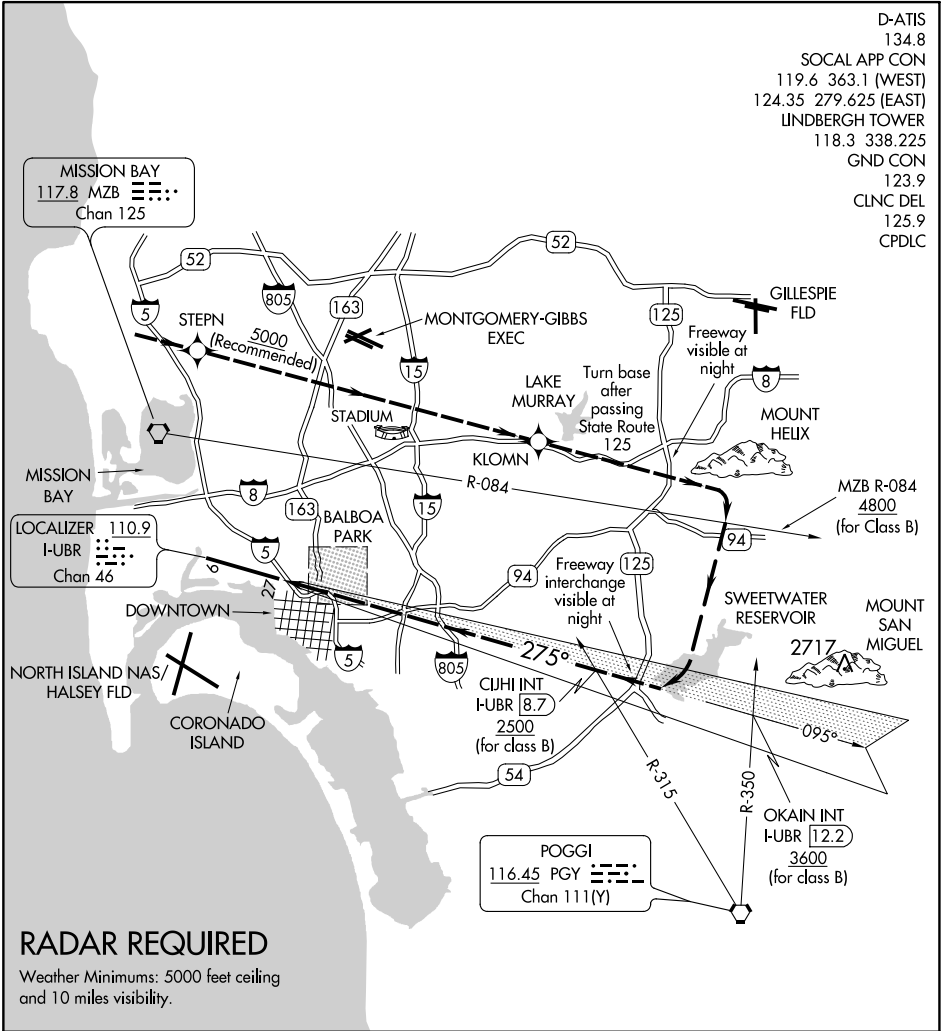 D-ATIS
134.8
SOCAL APP CON
119.6 363.1 (WEST)
124.35 279.625 (EAST)
LINDBERGH TOWER
118.3 338.225
GND CON
123.9
CLNC DEL
125.9
CPDLC
MISSION BAY
117.8 MZB
Chan 125
52
52
5
805
163
125
GILLESPIE
FLD
STEPN
5000
(Recommended)
MONTGOMERY-GIBBS
EXEC
15
Freeway
visible at
night
8
LAKE
MURRAY
Turn base
after
passing
State Route
125
STADIUM
MOUNT
HELIX
KLOMN
MISSION
BAY
R-084
MZB R-084
4800
(for Class B)
8
163
15
94
LOCALIZER 110.9
I-UBR
Chan 46
5
BALBOA
PARK
94
125
6
27
Freeway
interchange
visible at
night
DOWNTOWN
SWEETWATER
RESERVOIR
MOUNT
SAN
MIGUEL
2717
5
805
275°
NORTH ISLAND NAS/
HALSEY FLD
CORONADO
ISLAND
CIJHI INT
I-UBR 8.7
2500
(for class B)
095°
54
R-315
R-350
OKAIN INT
I-UBR 12.2
3600
(for class B)
POGGI
116.45 PGY
Chan 111(Y)
RADAR REQUIRED
Weather Minimums: 5000 feet ceiling
and 10 miles visibility.